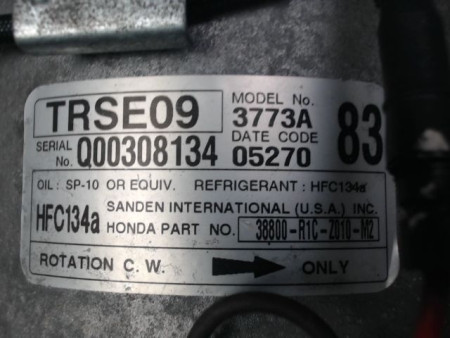 TRSE09
MODEL No. 3773A
83
SERIAL No. Q00308134
DATE CODE 05270
OIL : SP-10 OR EQUIV. REFRIGERANT : HFC134a
HFC134a
SANDEN INTERNATIONAL (U.S.A.) INC.
HONDA PART NO. 38800-R1C-Z010-M2
ROTATION C. W. ONLY